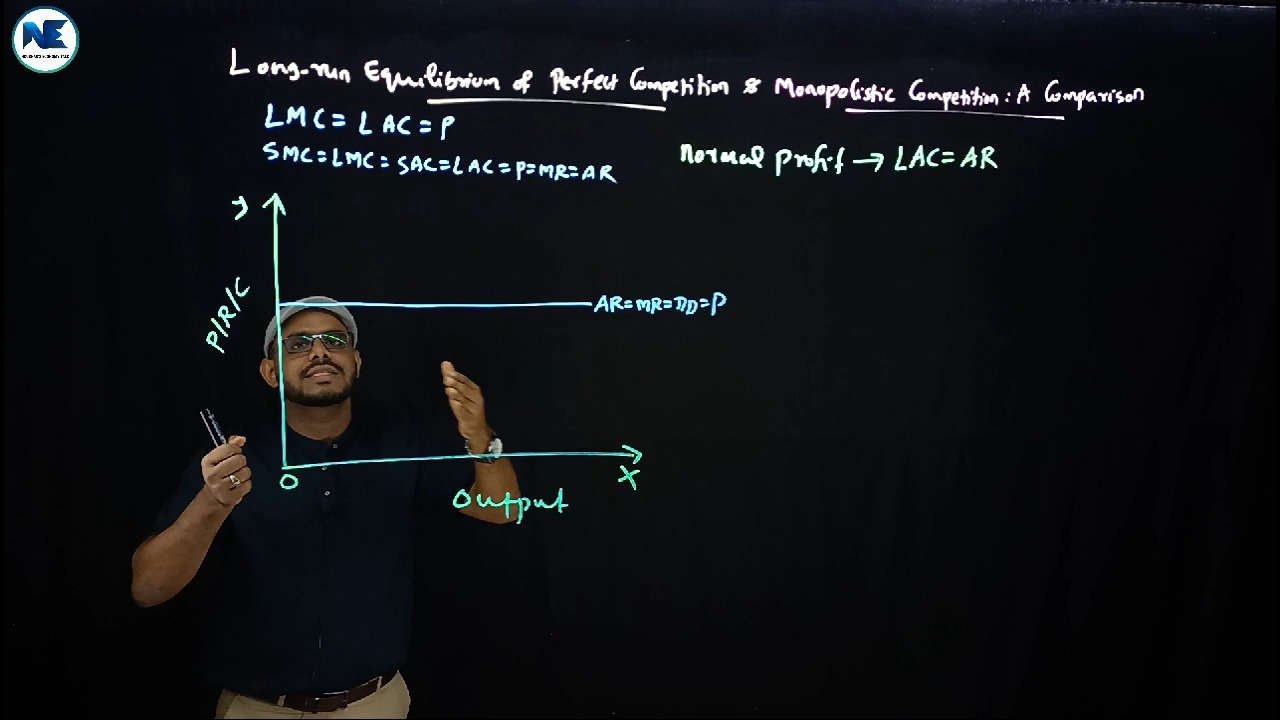 NE
Long-run Equilibrium of Perfect Competition & Monopolistic Competition: A Comparison
LMC = LAC = P
SMC = LMC = SAC = LAC = P = MR = AR
Normal Profit → LAC = AR
Y
P/R/C
AR = MR = DD = P
O
X
Output